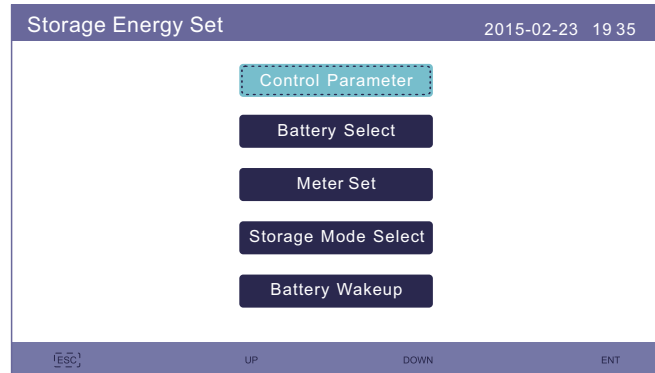 Storage Energy Set
2015-02-23 19 35
Control Parameter
Battery Select
Meter Set
Storage Mode Select
Battery Wakeup
ESC UP DOWN ENT